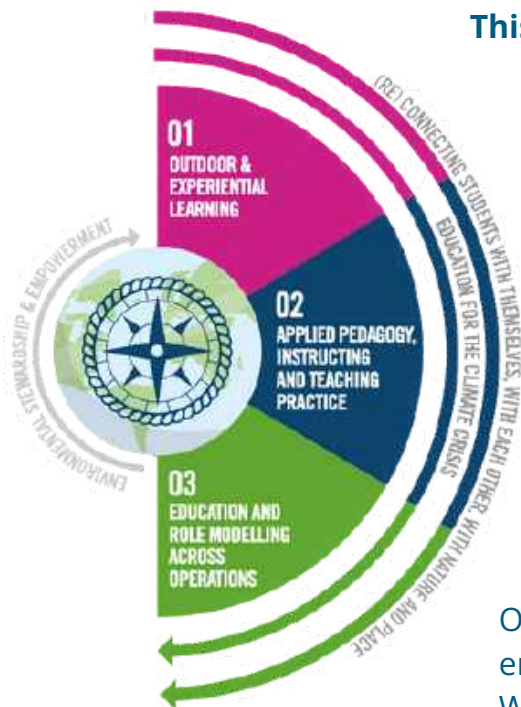 This
01
OUTDOOR &
EXPERIENTIAL
LEARNING
02
APPLIED PEDAGOGY,
INSTRUCTING
AND TEACHING
PRACTICE
03
EDUCATION AND
ROLE MODELLING
ACROSS
OPERATIONS
(RE) CONNECTING STUDENTS WITH THEMSELVES, WITH EACH OTHER, WITH NATURE AND PLACE
EDUCATION FOR THE CLIMATE CRISIS
ENVIRONMENTAL STEWARDSHIP & EMPOWERMENT